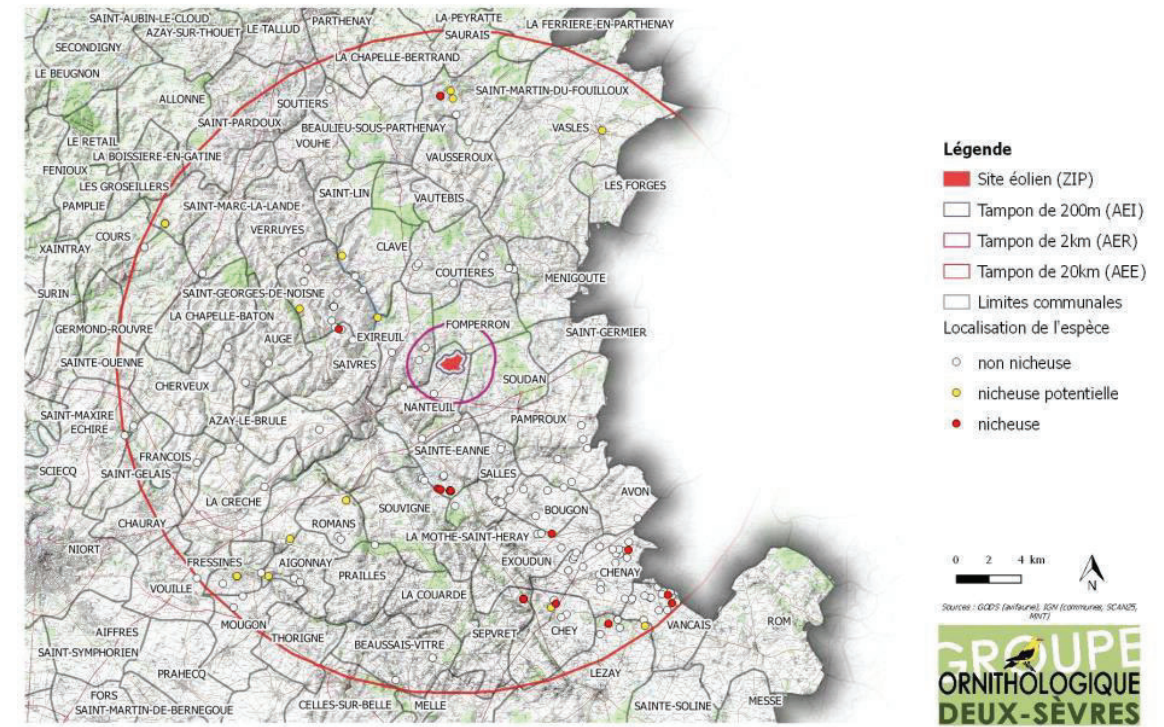 SAINT-AUBIN-LE-CLOUD
PARTHENAY
LA PEYRATTE
LA FERRIERE-EN-PARTHENAY
AZAY-SUR-THOUET
LE TALLUD
SAURAIS
SECONDIGNY
LA CHAPELLE-BERTRAND
LE BEUGNON
ALLONNE
SOUTIERS
SAINT-MARTIN-DU-FOUILLOUX
SAINT-PARDOUX
BEAULIEU-SOUS-PARTHENAY
VASLES
LE RETAIL
VOUHE
LA BOISSIERE-EN-GATINE
VAUSSEROUX
FENIOUX
LES GROSEILLERS
SAINT-LIN
VAUTEBIS
LES FORGES
PAMPLIE
SAINT-MARC-LA-LANDE
VERRUYES
COURS
CLAVE
XAINTRAY
COUTIERES
MENIGOUTE
SURIN
SAINT-GEORGES-DE-NOISNE
LA CHAPELLE-BATON
FOMPERRON
GERMOND-ROUVRE
AUGE
EXIREUIL
SAINT-GERMIER
SAINTE-OUENNE
SAIVRES
SOUDAN
CHERVEUX
NANTEUIL
SAINT-MAXIRE
ECHIRE
AZAY-LE-BRULE
PAMPROUX
FRANCOIS
SAINTE-EANNE
SCIECQ
SAINT-GELAIS
SALLES
LA CRECHE
AVON
SOUVIGNE
BOUGON
CHAURAY
ROMANS
LA MOTHE-SAINT-HERAY
NIORT
FRESSINES
AIGONNAY
EXOUDUN
CHENAY
VOUILLE
PRAILLES
LA COUARDE
MOUGON
VANCAIS
ROM
AIFFRES
THORIGNE
SEPVRET
CHEY
SAINT-SYMPHORIEN
BEAUSSAIS-VITRE
PRAHECQ
LEZAY
FORS
CELLES-SUR-BELLE
MELLE
SAINTE-SOLINE
MESSE
SAINT-MARTIN-DE-BERNEGOUE
Légende
Site éolien (ZIP)
Tampon de 200m (AEI)
Tampon de 2km (AER)
Tampon de 20km (AEE)
Limites communales
Localisation de l'espèce
non nicheuse
nicheuse potentielle
nicheuse
0 2 4 km
N
Sources : GODS (avifaune), IGN (communes, SCAN25,
MNT)
GROUPE
ORNITHOLOGIQUE
DEUX-SÈVRES